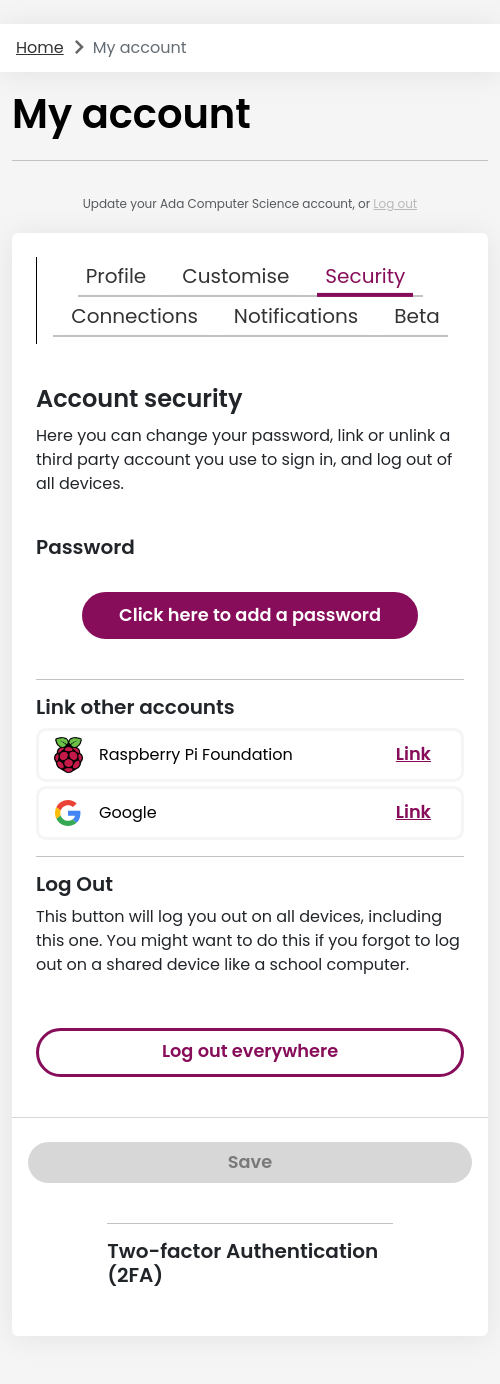 Home My account
My account
Update your Ada Computer Science account, or Log out
Profile Customise Security
Connections Notifications Beta
Account security
Here you can change your password, link or unlink a
third party account you use to sign in, and log out of
all devices.
Password
Click here to add a password
Link other accounts
Raspberry Pi Foundation Link
Google Link
Log Out
This button will log you out on all devices, including
this one. You might want to do this if you forgot to log
out on a shared device like a school computer.
Log out everywhere
Save
Two-factor Authentication
(2FA)